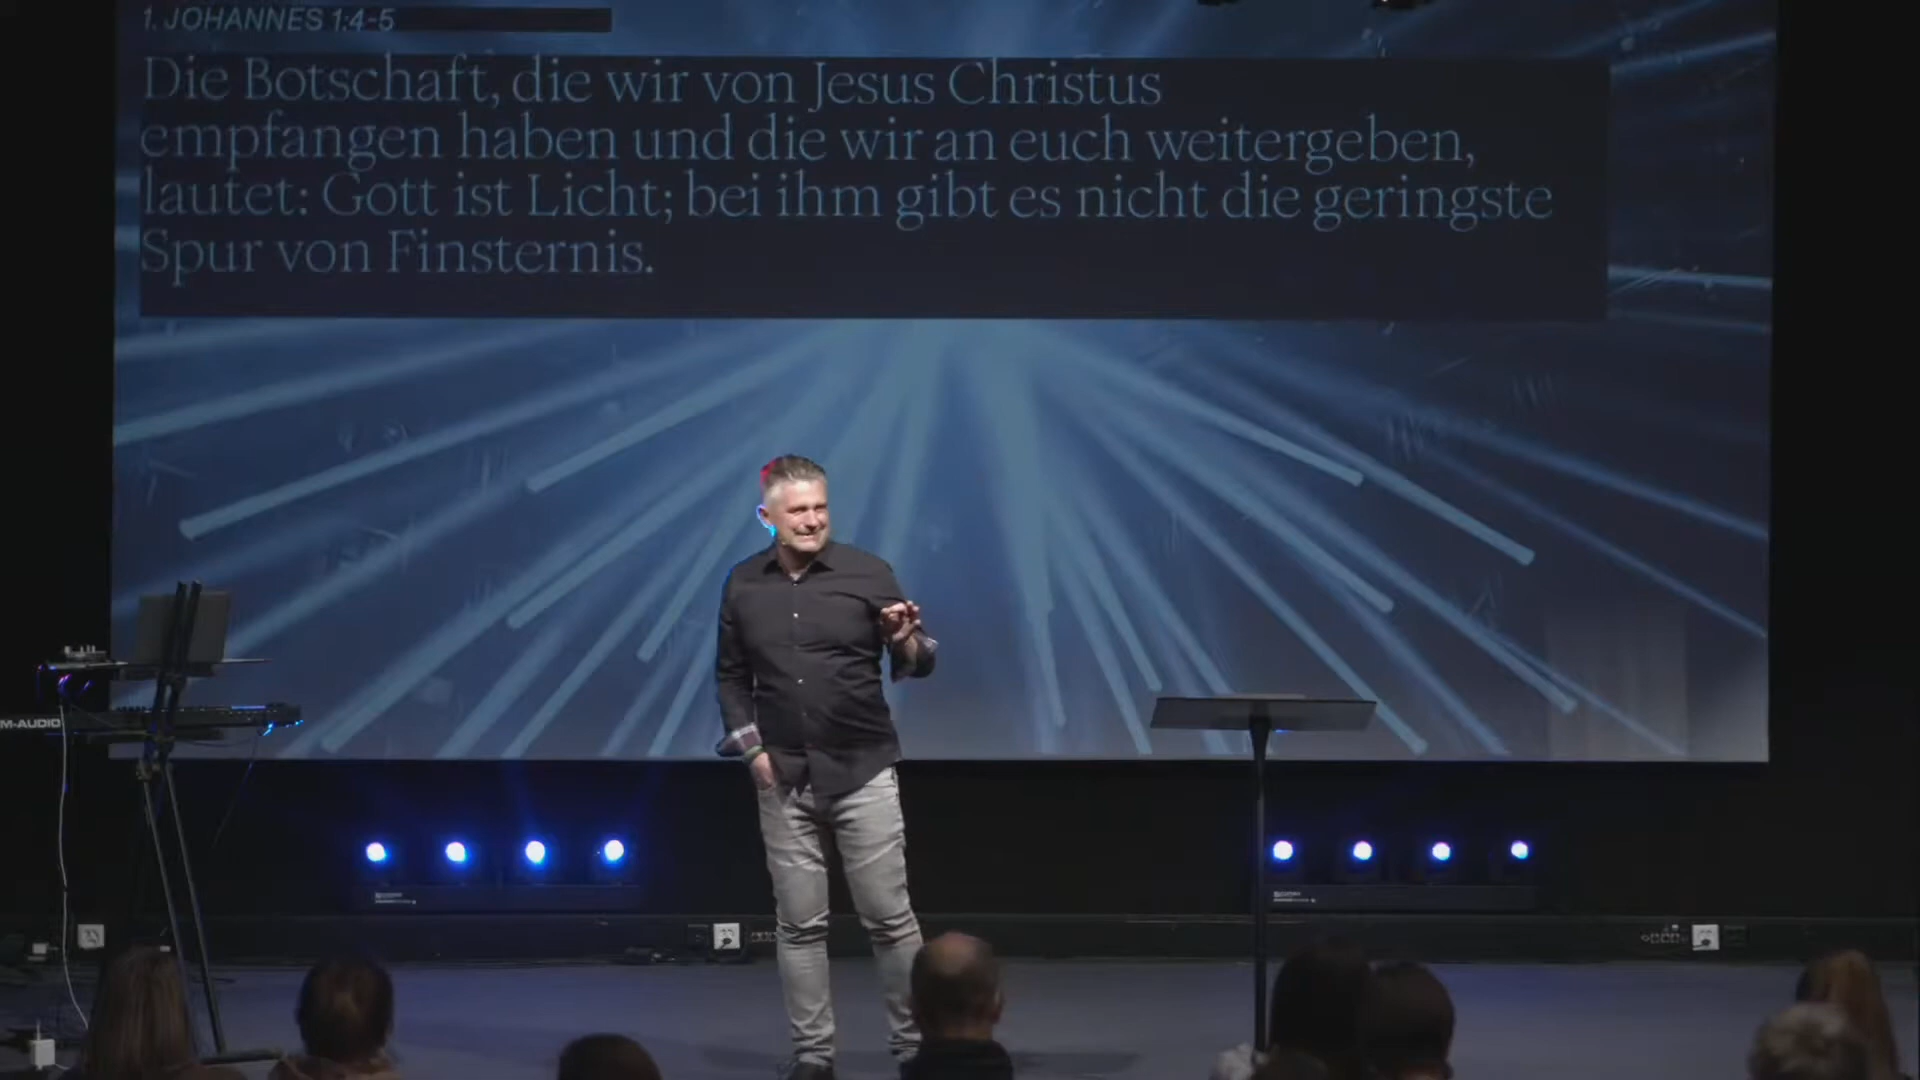 1. JOHANNES 1:4-5
Die Botschaft, die wir von Jesus Christus
empfangen haben und die wir an euch weitergeben,
lautet: Gott ist Licht; bei ihm gibt es nicht die geringste
Spur von Finsternis.
M-AUDIO